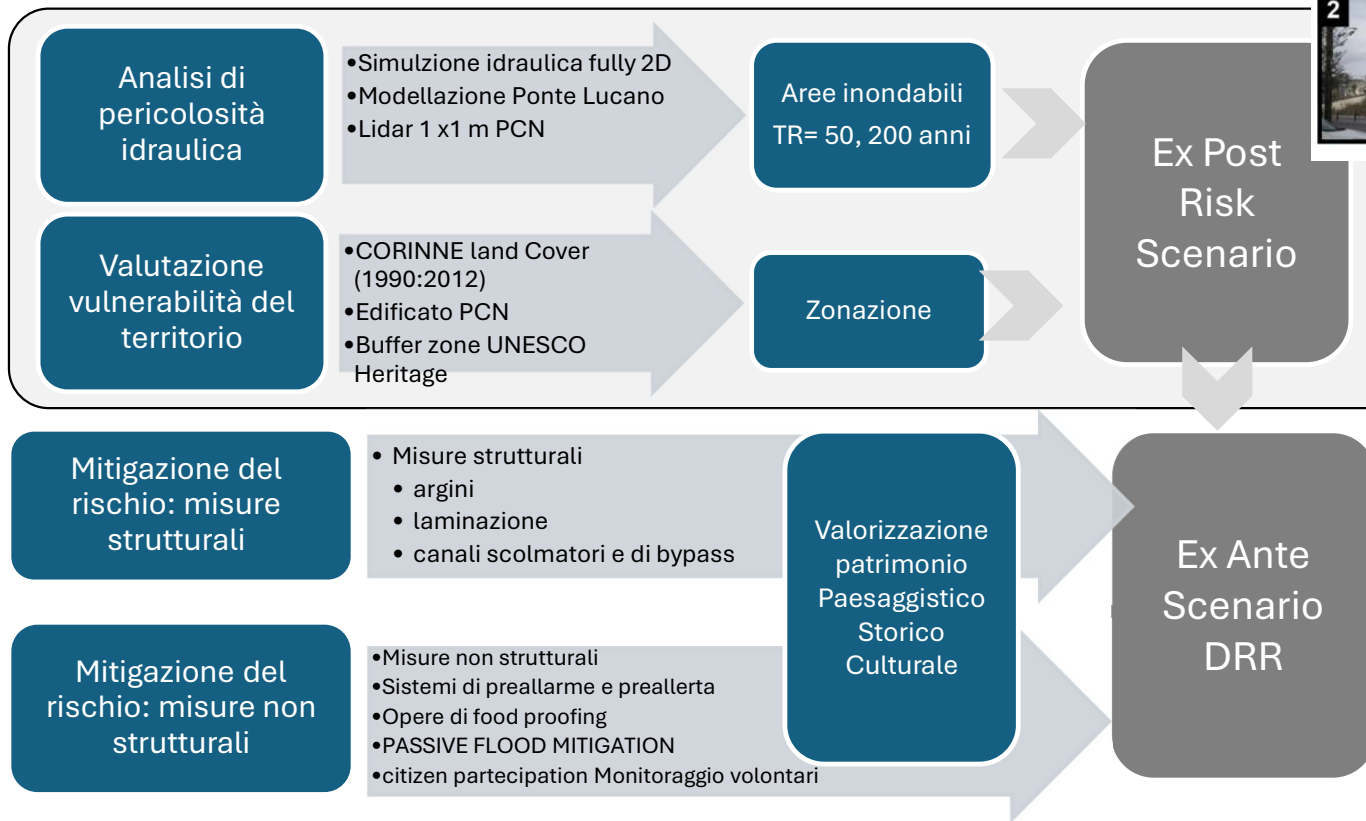 2
Analisi di
pericolosità
idraulica
•Simulzione idraulica fully 2D
•Modellazione Ponte Lucano
•Lidar 1 x1 m PCN
Aree inondabili
TR= 50, 200 anni
Ex Post
Risk
Scenario
Valutazione
vulnerabilità del
territorio
•CORINNE land Cover
(1990:2012)
•Edificato PCN
•Buffer zone UNESCO
Heritage
Zonazione
Mitigazione del
rischio: misure
strutturali
• Misure strutturali
• argini
• laminazione
• canali scolmatori e di bypass
Valorizzazione
patrimonio
Paesaggistico
Storico
Culturale
Ex Ante
Scenario
DRR
Mitigazione del
rischio: misure non
strutturali
•Misure non strutturali
•Sistemi di preallarme e preallerta
•Opere di food proofing
•PASSIVE FLOOD MITIGATION
•citizen partecipation Monitoraggio volontari